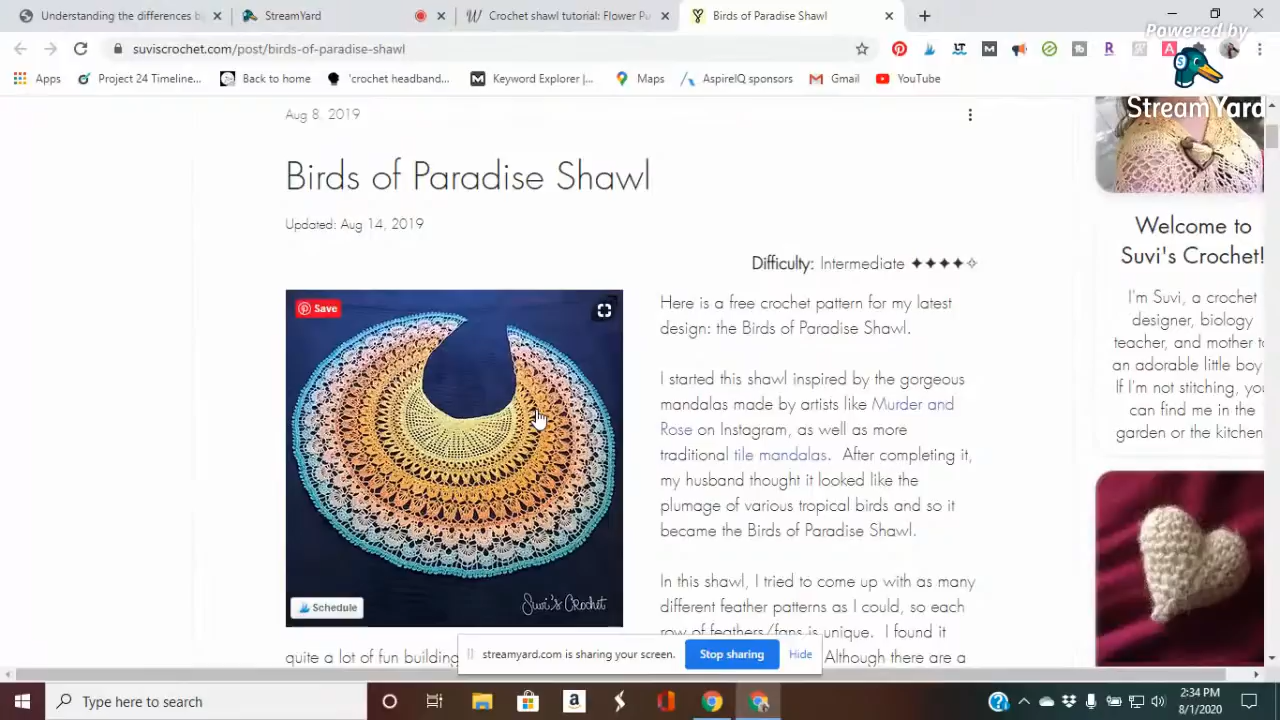 Understanding the differences b
StreamYard
Crochet shawl tutorial: Flower Pu
Birds of Paradise Shawl
Powered by
StreamYard
suviscrochet.com/post/birds-of-paradise-shawl
Apps
Project 24 Timeline...
Back to home
'crochet headband...
Keyword Explorer |...
Maps
AspireIQ sponsors
Gmail
YouTube
Aug 8, 2019
Birds of Paradise Shawl
Updated: Aug 14, 2019
Difficulty: Intermediate ✦✦✦✦✧
Save
Schedule
Suvi's Crochet
Here is a free crochet pattern for my latest
design: the Birds of Paradise Shawl.
I started this shawl inspired by the gorgeous
mandalas made by artists like Murder and
Rose on Instagram, as well as more
traditional tile mandalas. After completing it,
my husband thought it looked like the
plumage of various tropical birds and so it
became the Birds of Paradise Shawl.
In this shawl, I tried to come up with as many
different feather patterns as I could, so each
row of feathers/fans is unique. I found it
quite a lot of fun building
Although there are a
Welcome to
Suvi's Crochet!
I'm Suvi, a crochet
designer, biology
teacher, and mother to
an adorable little boy
If I'm not stitching, you
can find me in the
garden or the kitchen
streamyard.com is sharing your screen.
Stop sharing
Hide
Type here to search
2:34 PM
8/1/2020